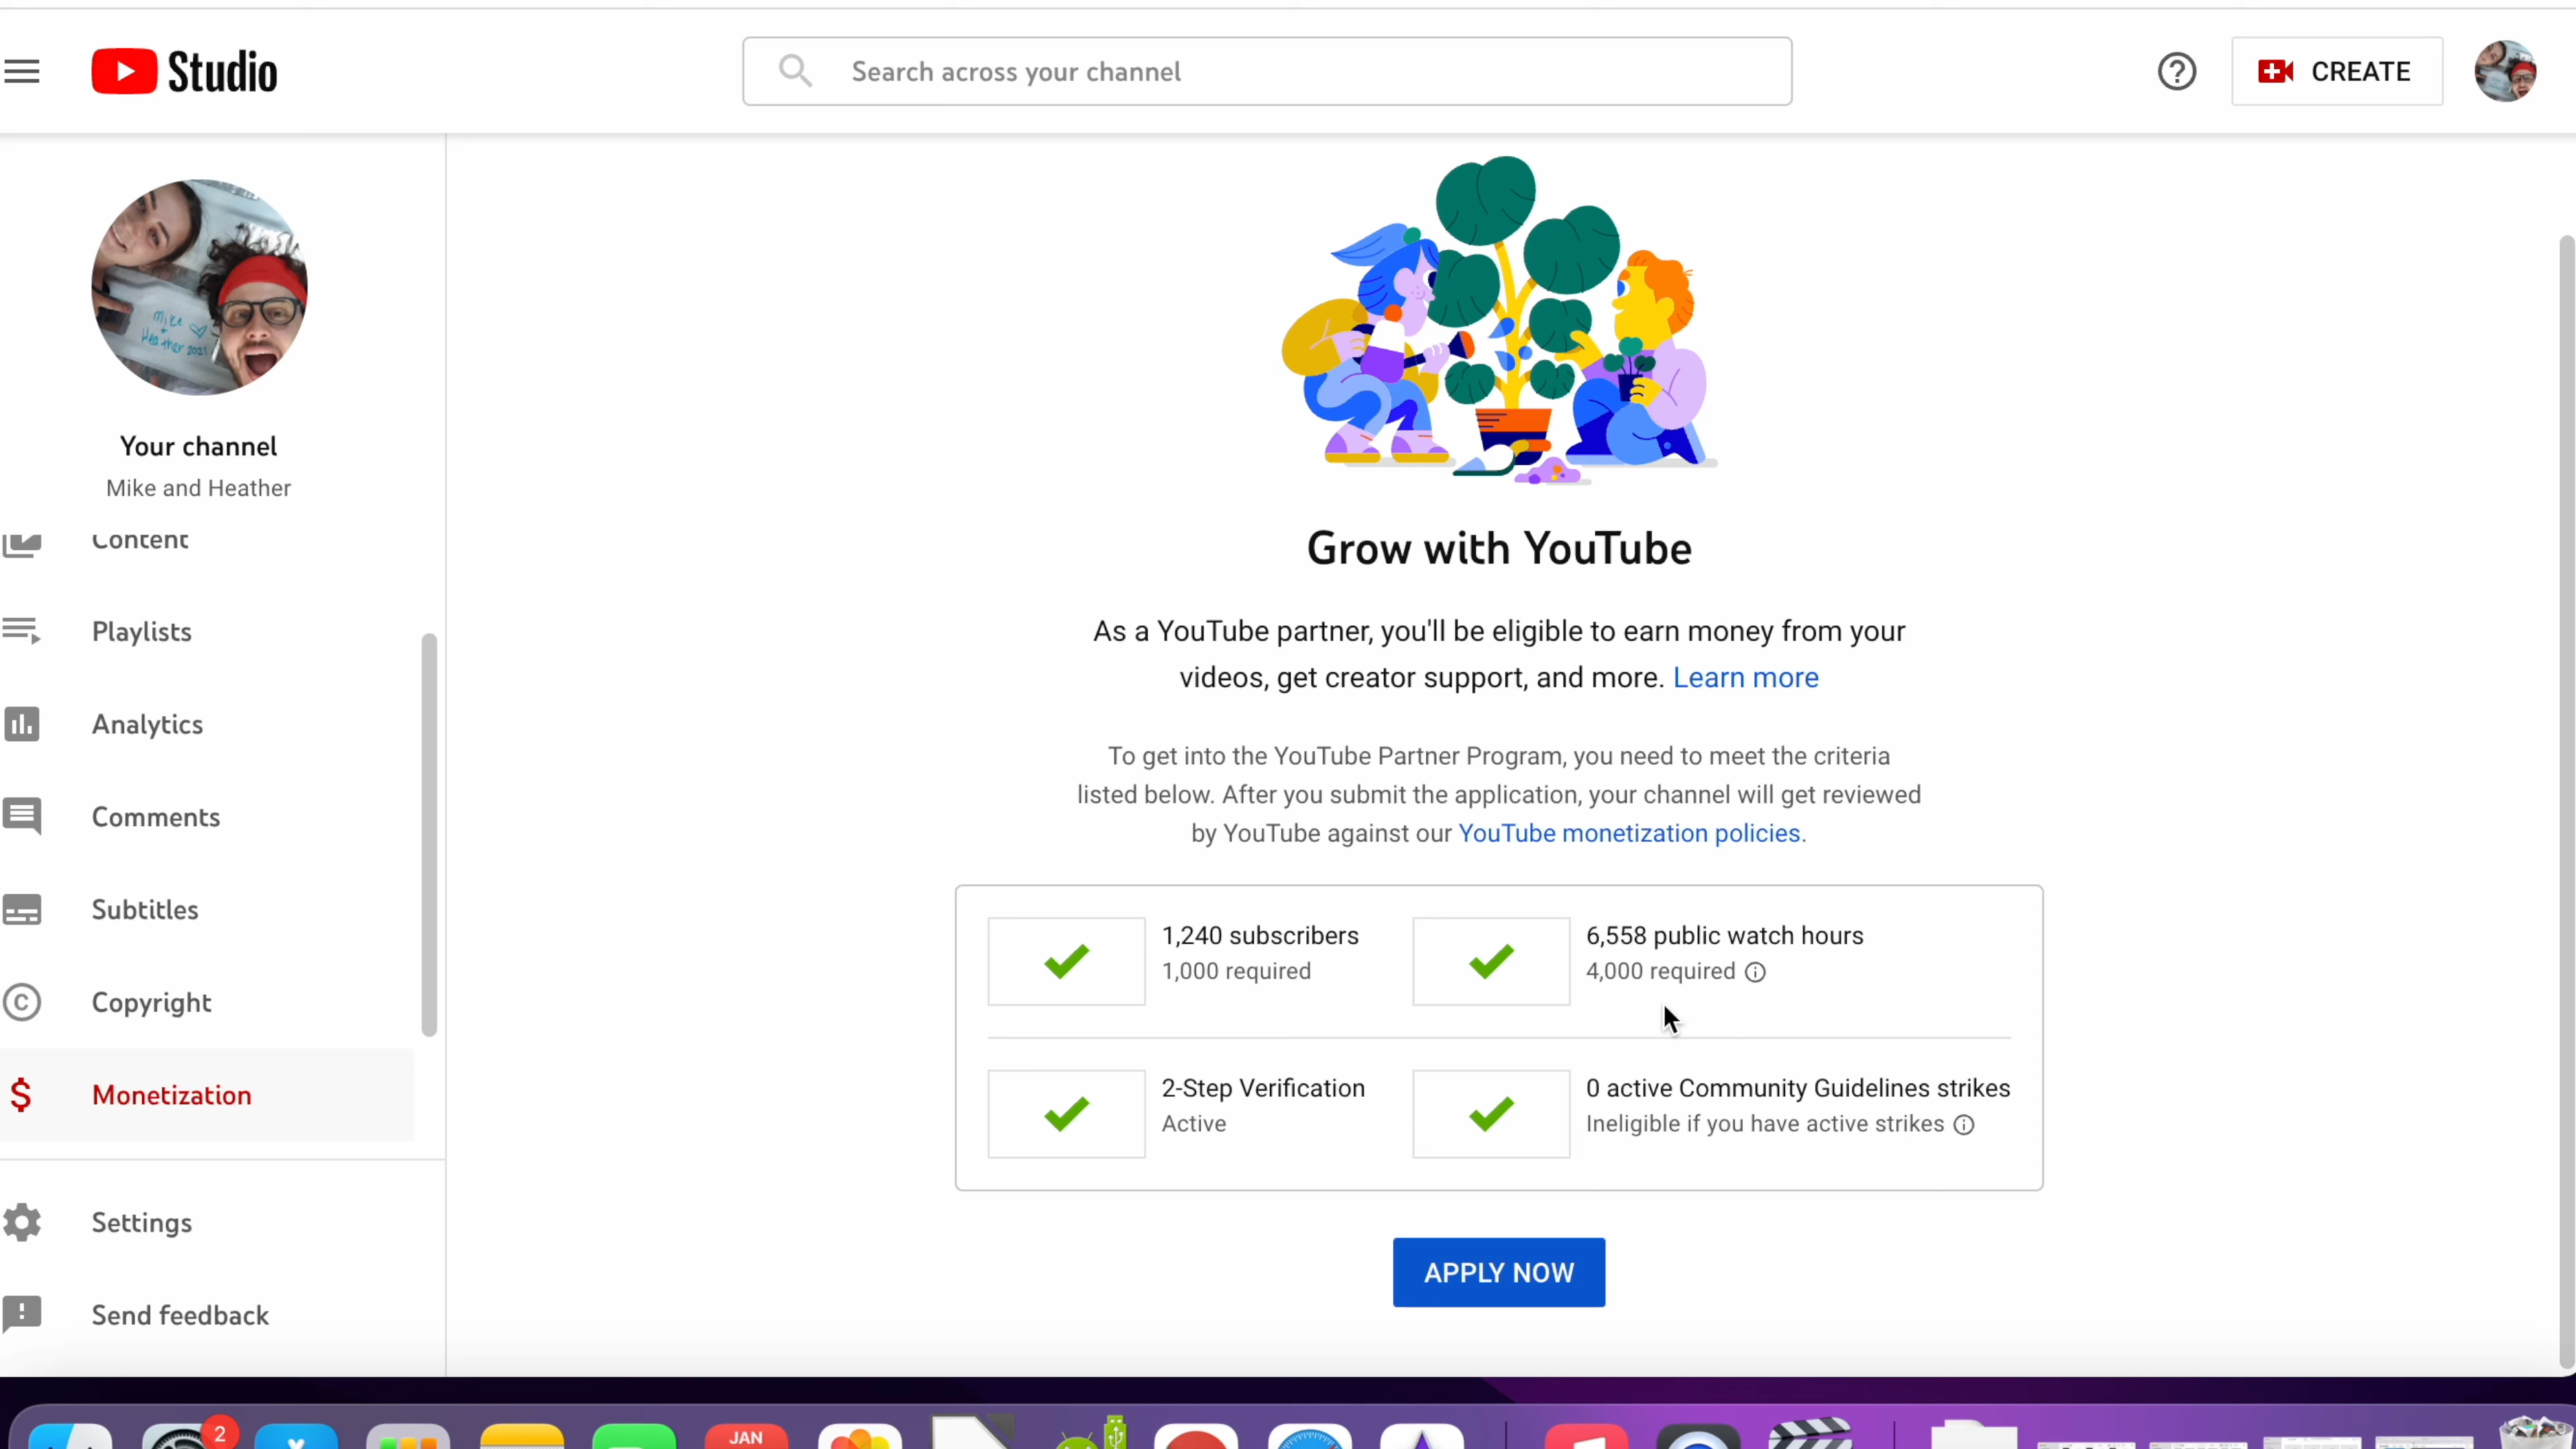 Studio
Search across your channel
CREATE
Mike
+
Heather 2021
Your channel
Mike and Heather
Content
Playlists
Analytics
Comments
Subtitles
Copyright
Monetization
Settings
Send feedback
Grow with YouTube
As a YouTube partner, you'll be eligible to earn money from your
videos, get creator support, and more. Learn more
To get into the YouTube Partner Program, you need to meet the criteria
listed below. After you submit the application, your channel will get reviewed
by YouTube against our YouTube monetization policies.
1,240 subscribers
1,000 required
6,558 public watch hours
4,000 required
2-Step Verification
Active
0 active Community Guidelines strikes
Ineligible if you have active strikes
APPLY NOW
2
JAN